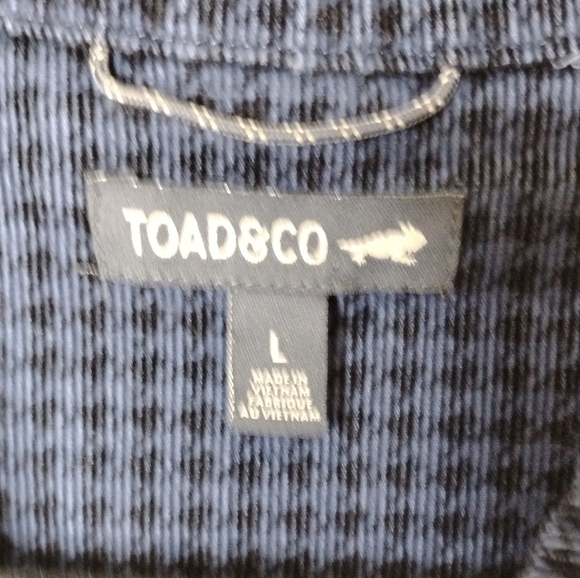 TOAD&CO
L
MADE IN
VIETNAM
FABRIQUE
AU VIETNAM